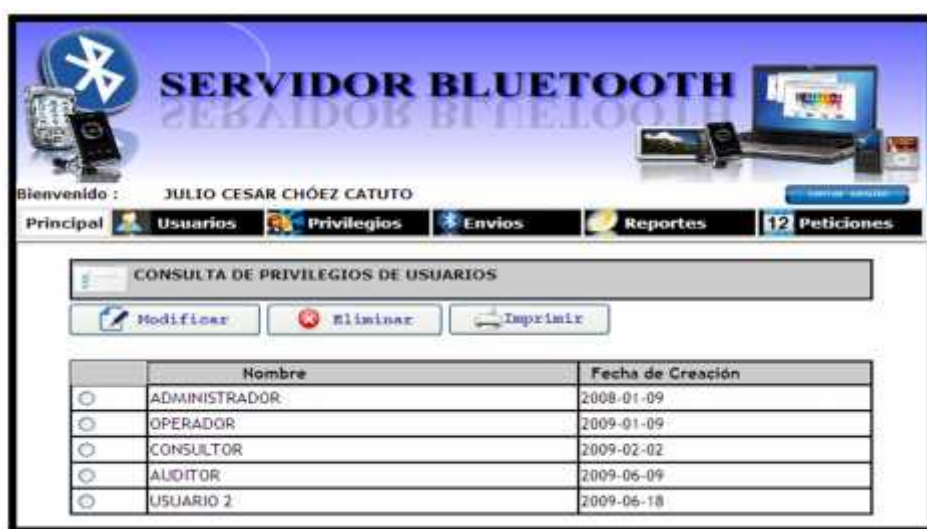 SERVIDOR BLUETOOTH
Bienvenido : JULIO CESAR CHÓEZ CATUTO
Principal Usuarios Privilegios Envios Reportes 12 Peticiones
CONSULTA DE PRIVILEGIOS DE USUARIOS
Modificar Eliminar Imprimir
Nombre Fecha de Creación
ADMINISTRADOR 2008-01-09
OPERADOR 2009-01-09
CONSULTOR 2009-02-02
AUDITOR 2009-06-09
USUARIO 2 2009-06-18